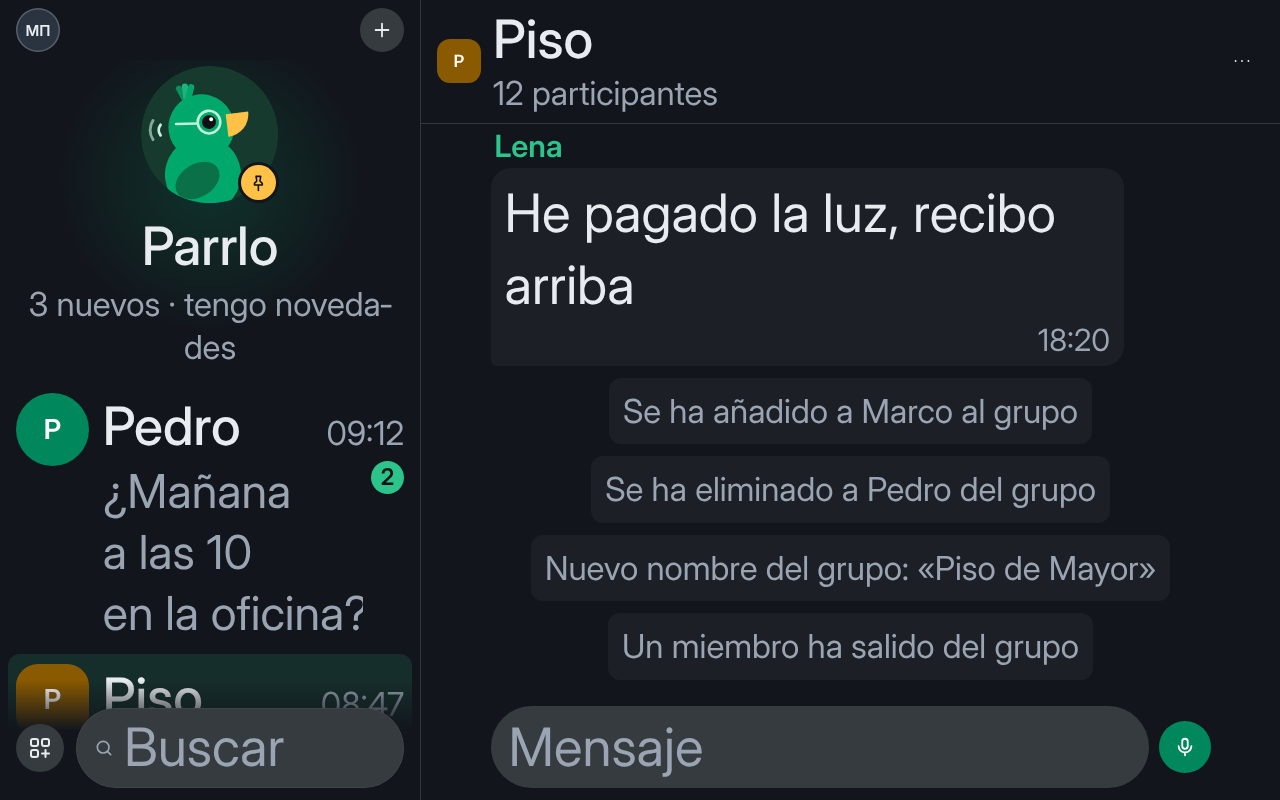 МП
Parrlo
3 nuevos · tengo noveda-
des
Pedro
09:12
P
¿Mañana
a las 10
en la oficina?
2
P
Piso
08:47
Buscar
P
Piso
12 participantes
...
Lena
He pagado la luz, recibo
arriba
18:20
Se ha añadido a Marco al grupo
Se ha eliminado a Pedro del grupo
Nuevo nombre del grupo: «Piso de Mayor»
Un miembro ha salido del grupo
Mensaje